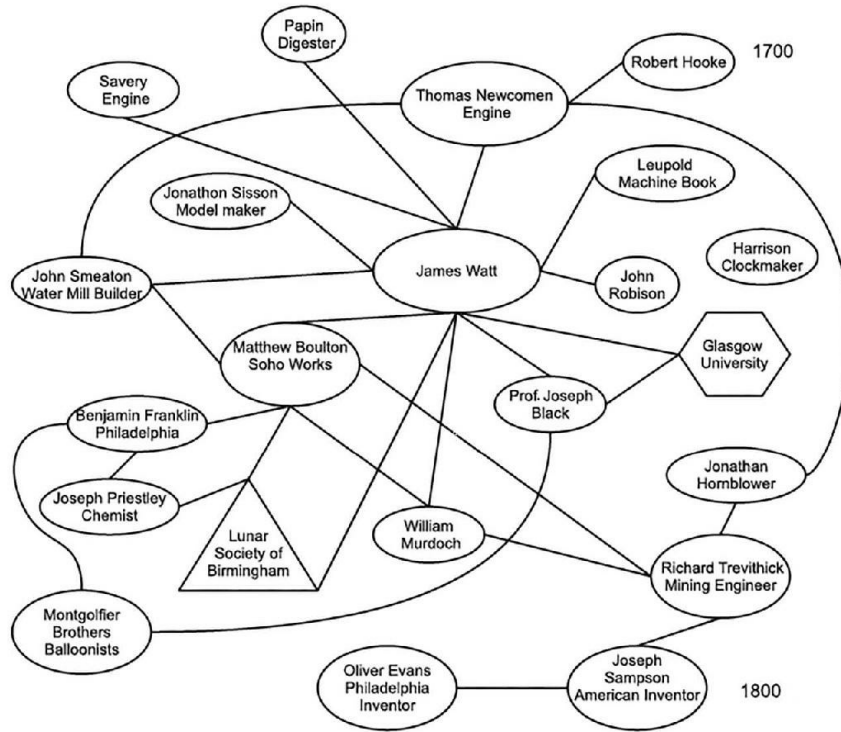 Papin
Digester
Robert Hooke
1700
Savery
Engine
Thomas Newcomen
Engine
Leupold
Machine Book
Jonathon Sisson
Model maker
Harrison
Clockmaker
John Smeaton
Water Mill Builder
James Watt
John
Robison
Matthew Boulton
Soho Works
Glasgow
University
Prof. Joseph
Black
Benjamin Franklin
Philadelphia
Jonathan
Hornblower
Joseph Priestley
Chemist
Lunar
Society of
Birmingham
William
Murdoch
Richard Trevithick
Mining Engineer
Montgolfier
Brothers
Balloonists
Oliver Evans
Philadelphia
Inventor
Joseph
Sampson
American Inventor
1800